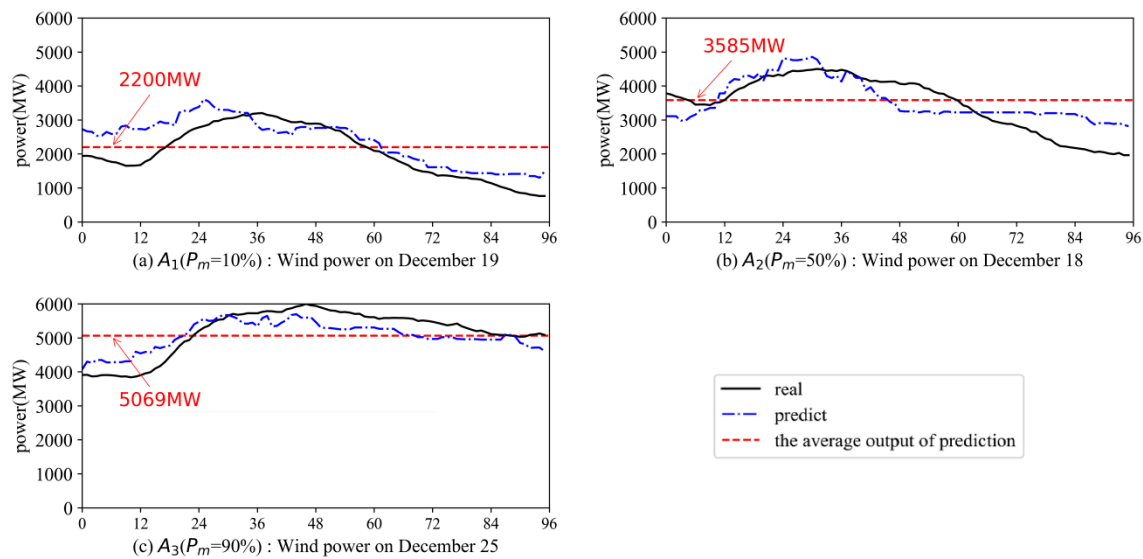 6000
5000
4000
3000
2000
1000
0
power(MW)
2200MW
0 12 24 36 48 60 72 84 96
(a) A1(Pm=10%) : Wind power on December 19
6000
5000
4000
3000
2000
1000
0
power(MW)
3585MW
0 12 24 36 48 60 72 84 96
(b) A2(Pm=50%) : Wind power on December 18
6000
5000
4000
3000
2000
1000
0
power(MW)
5069MW
0 12 24 36 48 60 72 84 96
(c) A3(Pm=90%) : Wind power on December 25
real
predict
the average output of prediction